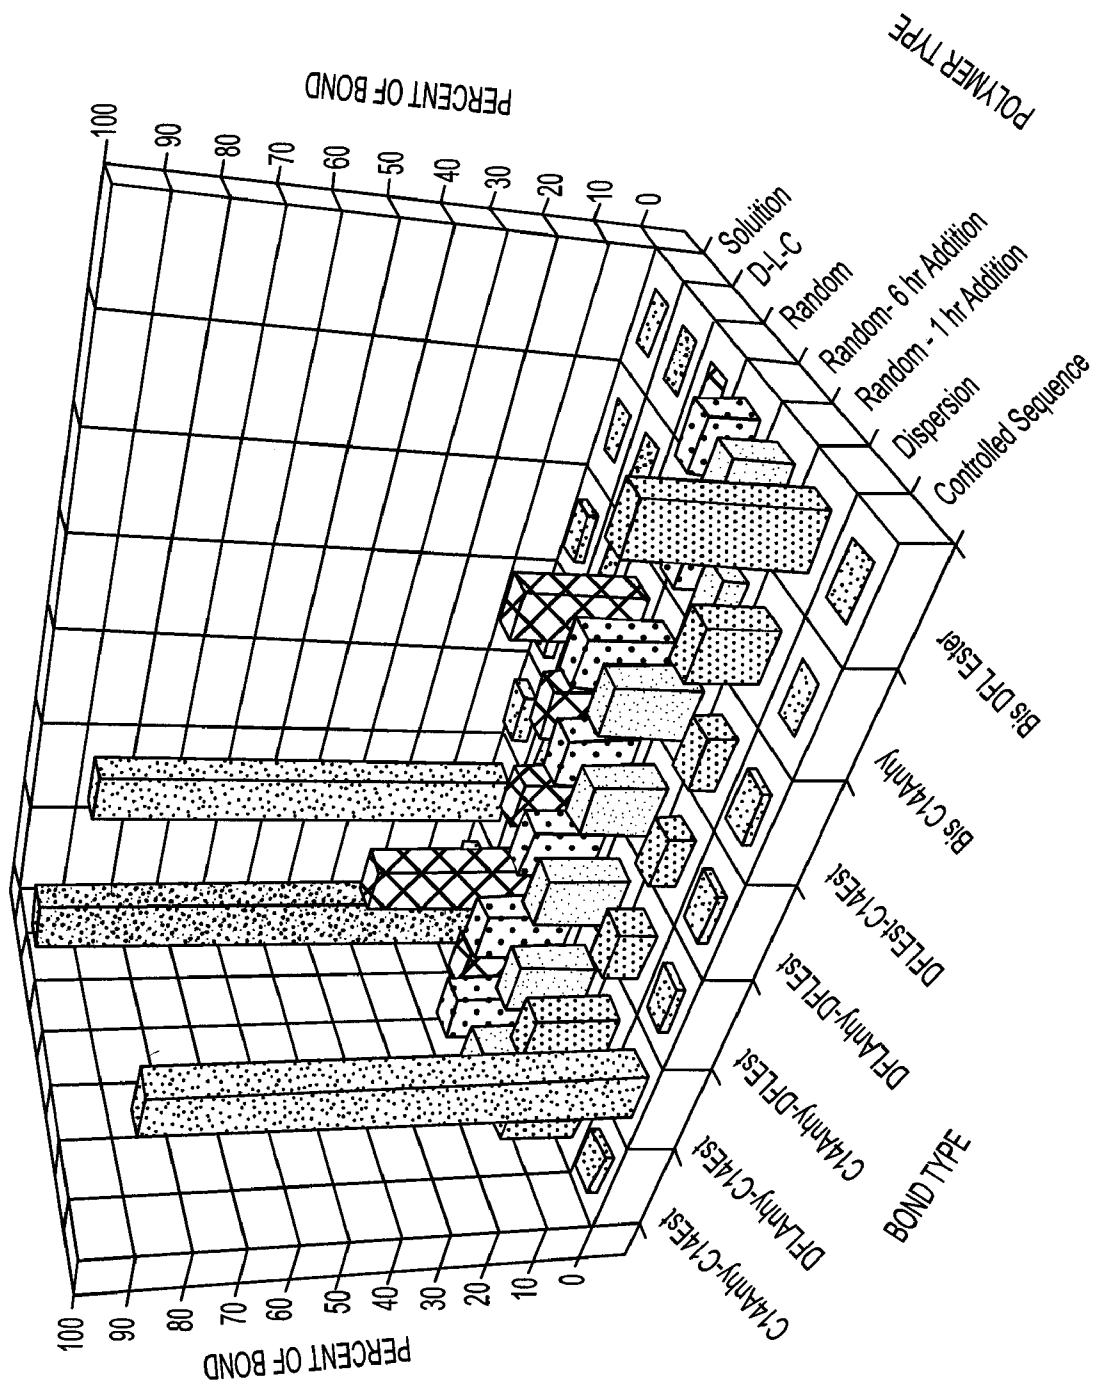 POLYMER TYPE
PERCENT OF BOND
100
90
80
70
60
50
40
30
20
10
0
Soluition
D-L-C
Random
Random- 6 hr Addition
Random - 1 hr Addition
Dispersion
Controlled Sequence
Bis DFL Ester
Bis C14Anhy
DFLEst-C14Est
DFLAnhy-DFLEst
C14Anhy-DFLEst
DFLAnhy-C14Est
C14Anhy-C14Est
BOND TYPE
100
90
80
70
60
50
40
30
20
10
0
PERCENT OF BOND